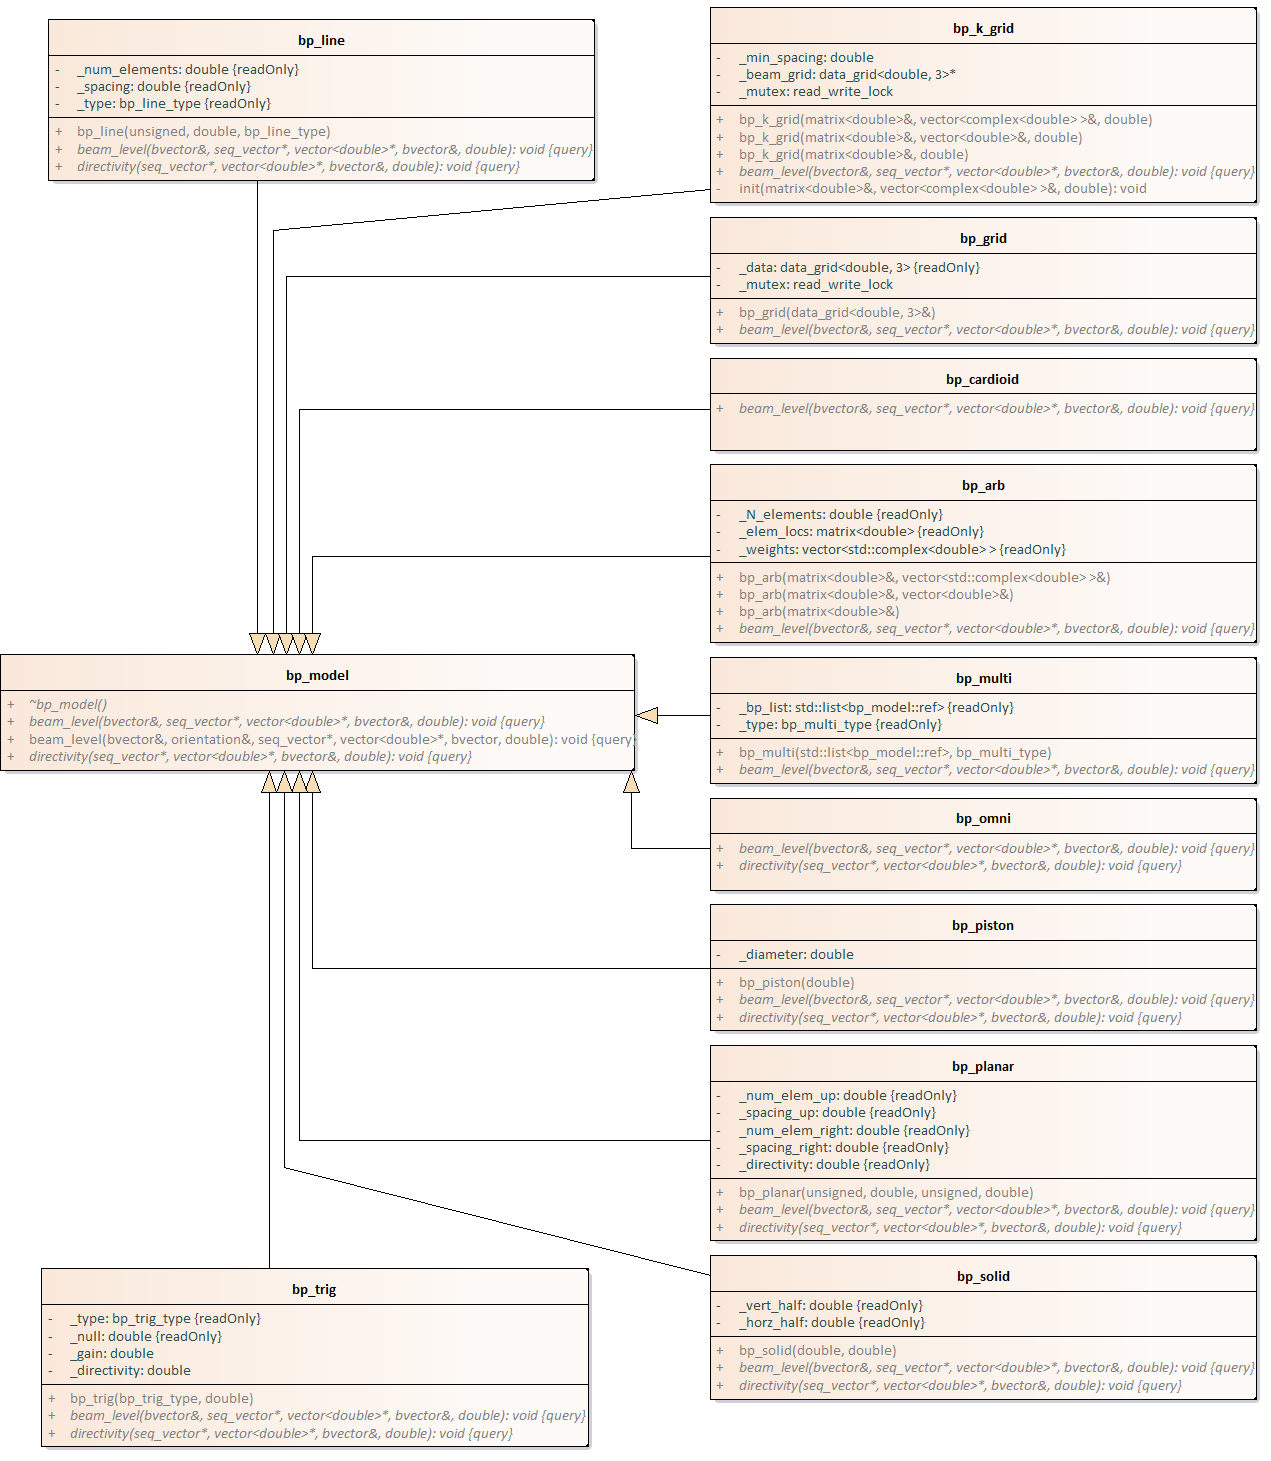 bp_line
- _num_elements: double {readOnly}
- _spacing: double {readOnly}
- _type: bp_line_type {readOnly}
+ bp_line(unsigned, double, bp_line_type)
+ beam_level(bvector&, seq_vector*, vector<double>*, bvector&, double): void {query}
+ directivity(seq_vector*, vector<double>*, bvector&, double): void {query}
bp_k_grid
- _min_spacing: double
- _beam_grid: data_grid<double, 3>*
- _mutex: read_write_lock
+ bp_k_grid(matrix<double>&, vector<complex<double> >&, double)
+ bp_k_grid(matrix<double>&, vector<double>&, double)
+ bp_k_grid(matrix<double>&, double)
+ beam_level(bvector&, seq_vector*, vector<double>*, bvector&, double): void {query}
- init(matrix<double>&, vector<complex<double> >&, double): void
bp_grid
- _data: data_grid<double, 3> {readOnly}
- _mutex: read_write_lock
+ bp_grid(data_grid<double, 3>&)
+ beam_level(bvector&, seq_vector*, vector<double>*, bvector&, double): void {query}
bp_cardioid
+ beam_level(bvector&, seq_vector*, vector<double>*, bvector&, double): void {query}
bp_arb
- _N_elements: double {readOnly}
- _elem_locs: matrix<double> {readOnly}
- _weights: vector<std::complex<double> > {readOnly}
+ bp_arb(matrix<double>&, vector<std::complex<double> >&)
+ bp_arb(matrix<double>&, vector<double>&)
+ bp_arb(matrix<double>&)
+ beam_level(bvector&, seq_vector*, vector<double>*, bvector&, double): void {query}
bp_model
+ ~bp_model()
+ beam_level(bvector&, seq_vector*, vector<double>*, bvector&, double): void {query}
+ beam_level(bvector&, orientation&, seq_vector*, vector<double>*, bvector, double): void {query}
+ directivity(seq_vector*, vector<double>*, bvector&, double): void {query}
bp_multi
- _bp_list: std::list<bp_model::ref> {readOnly}
- _type: bp_multi_type {readOnly}
+ bp_multi(std::list<bp_model::ref>, bp_multi_type)
+ beam_level(bvector&, seq_vector*, vector<double>*, bvector&, double): void {query}
bp_omni
+ beam_level(bvector&, seq_vector*, vector<double>*, bvector&, double): void {query}
+ directivity(seq_vector*, vector<double>*, bvector&, double): void {query}
bp_piston
- _diameter: double
+ bp_piston(double)
+ beam_level(bvector&, seq_vector*, vector<double>*, bvector&, double): void {query}
+ directivity(seq_vector*, vector<double>*, bvector&, double): void {query}
bp_planar
- _num_elem_up: double {readOnly}
- _spacing_up: double {readOnly}
- _num_elem_right: double {readOnly}
- _spacing_right: double {readOnly}
- _directivity: double {readOnly}
+ bp_planar(unsigned, double, unsigned, double)
+ beam_level(bvector&, seq_vector*, vector<double>*, bvector&, double): void {query}
+ directivity(seq_vector*, vector<double>*, bvector&, double): void {query}
bp_solid
- _vert_half: double {readOnly}
- _horz_half: double {readOnly}
+ bp_solid(double, double)
+ beam_level(bvector&, seq_vector*, vector<double>*, bvector&, double): void {query}
+ directivity(seq_vector*, vector<double>*, bvector&, double): void {query}
bp_trig
- _type: bp_trig_type {readOnly}
- _null: double {readOnly}
- _gain: double
- _directivity: double
+ bp_trig(bp_trig_type, double)
+ beam_level(bvector&, seq_vector*, vector<double>*, bvector&, double): void {query}
+ directivity(seq_vector*, vector<double>*, bvector&, double): void {query}